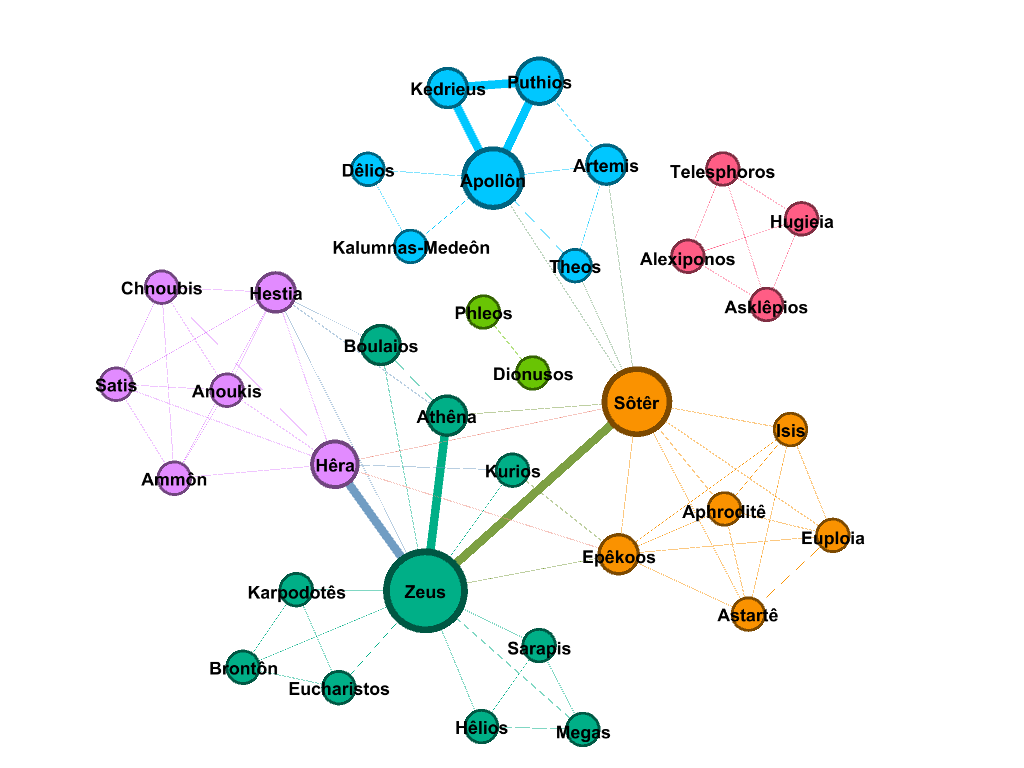 Kedrieus
Puthios
Dêlios
Apollôn
Artemis
Telesphoros
Hugieia
Kalumnas-Medeôn
Theos
Alexiponos
Asklêpios
Chnoubis
Hestia
Phleos
Boulaios
Dionusos
Satis
Anoukis
Athêna
Sôtêr
Isis
Hêra
Kurios
Ammôn
Aphroditê
Euploia
Epêkoos
Zeus
Karpodotês
Astartê
Sarapis
Brontôn
Eucharistos
Hêlios
Megas